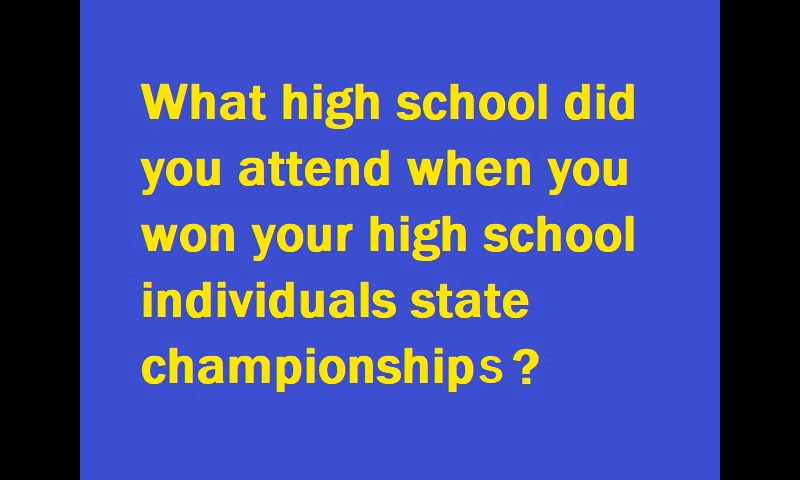 What high school did
you attend when you
won your high school
individuals state
championships?